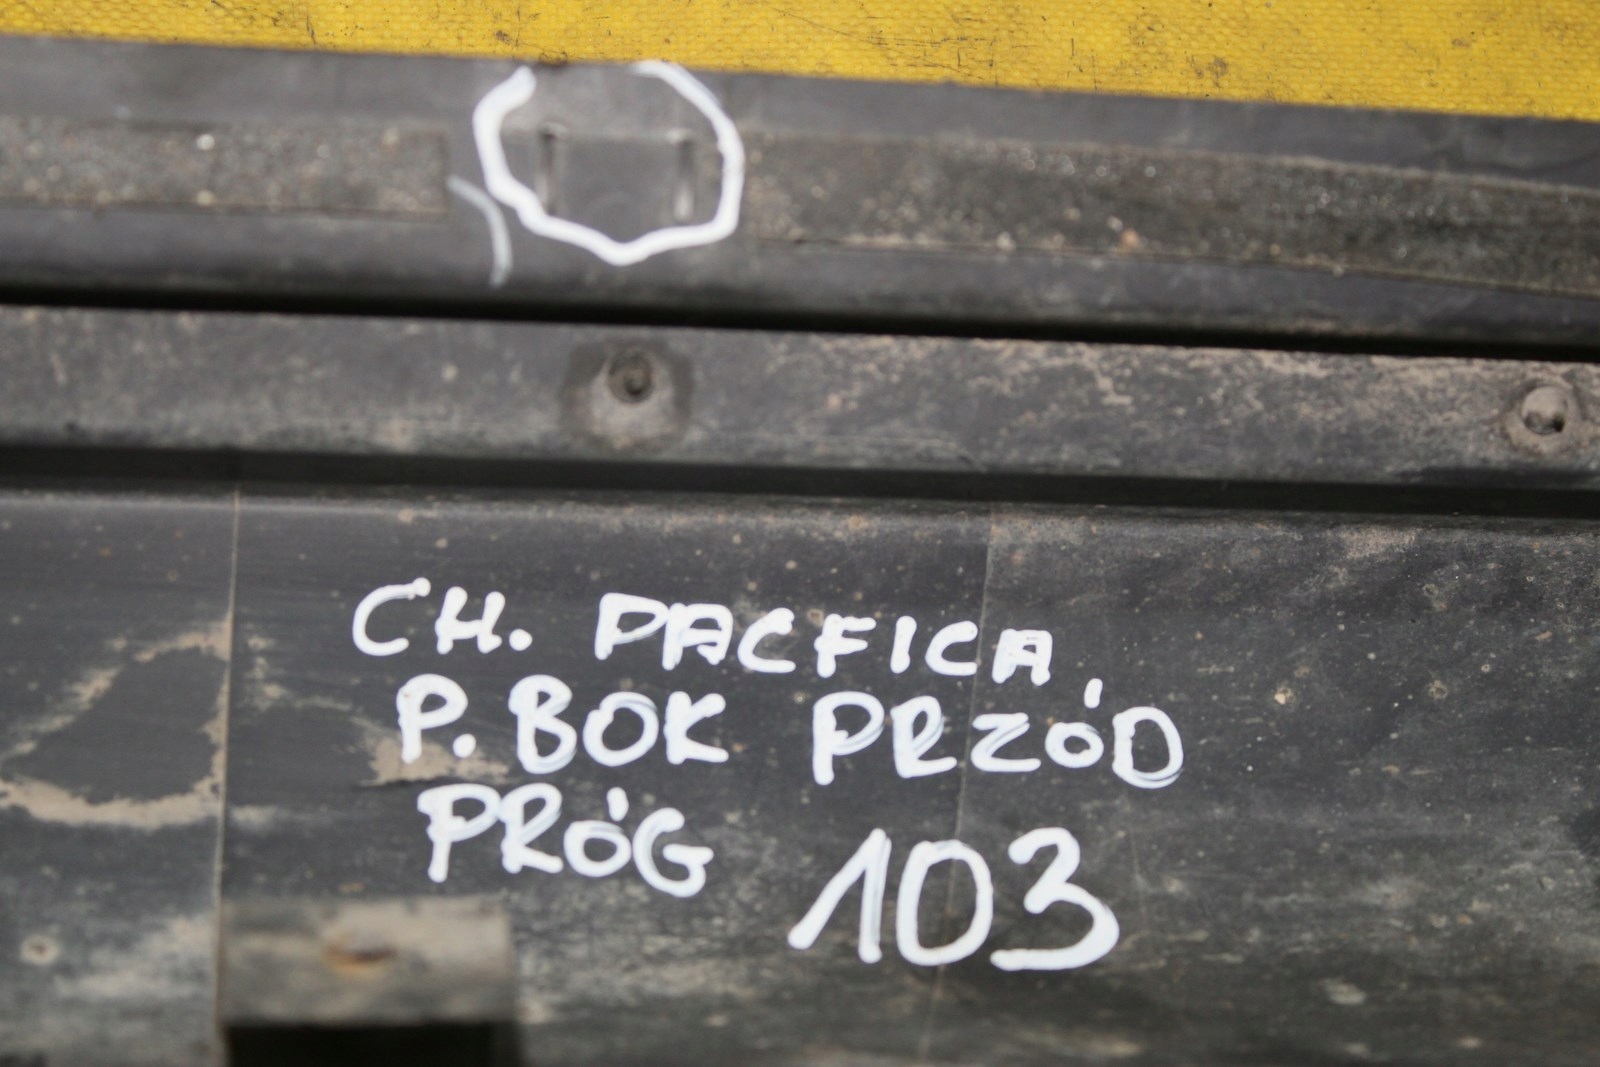 CH. PACFICA
P. BOK PRZÓD
PRÓG 103